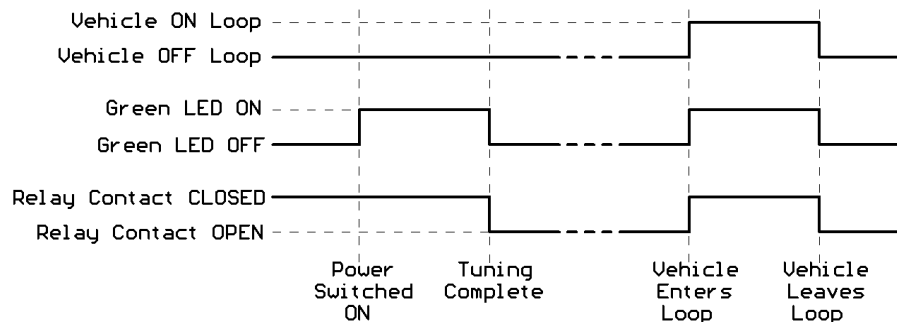 Vehicle ON Loop
Vehicle OFF Loop
Green LED ON
Green LED OFF
Relay Contact CLOSED
Relay Contact OPEN
Power
Switched
ON
Tuning
Complete
Vehicle
Enters
Loop
Vehicle
Leaves
Loop